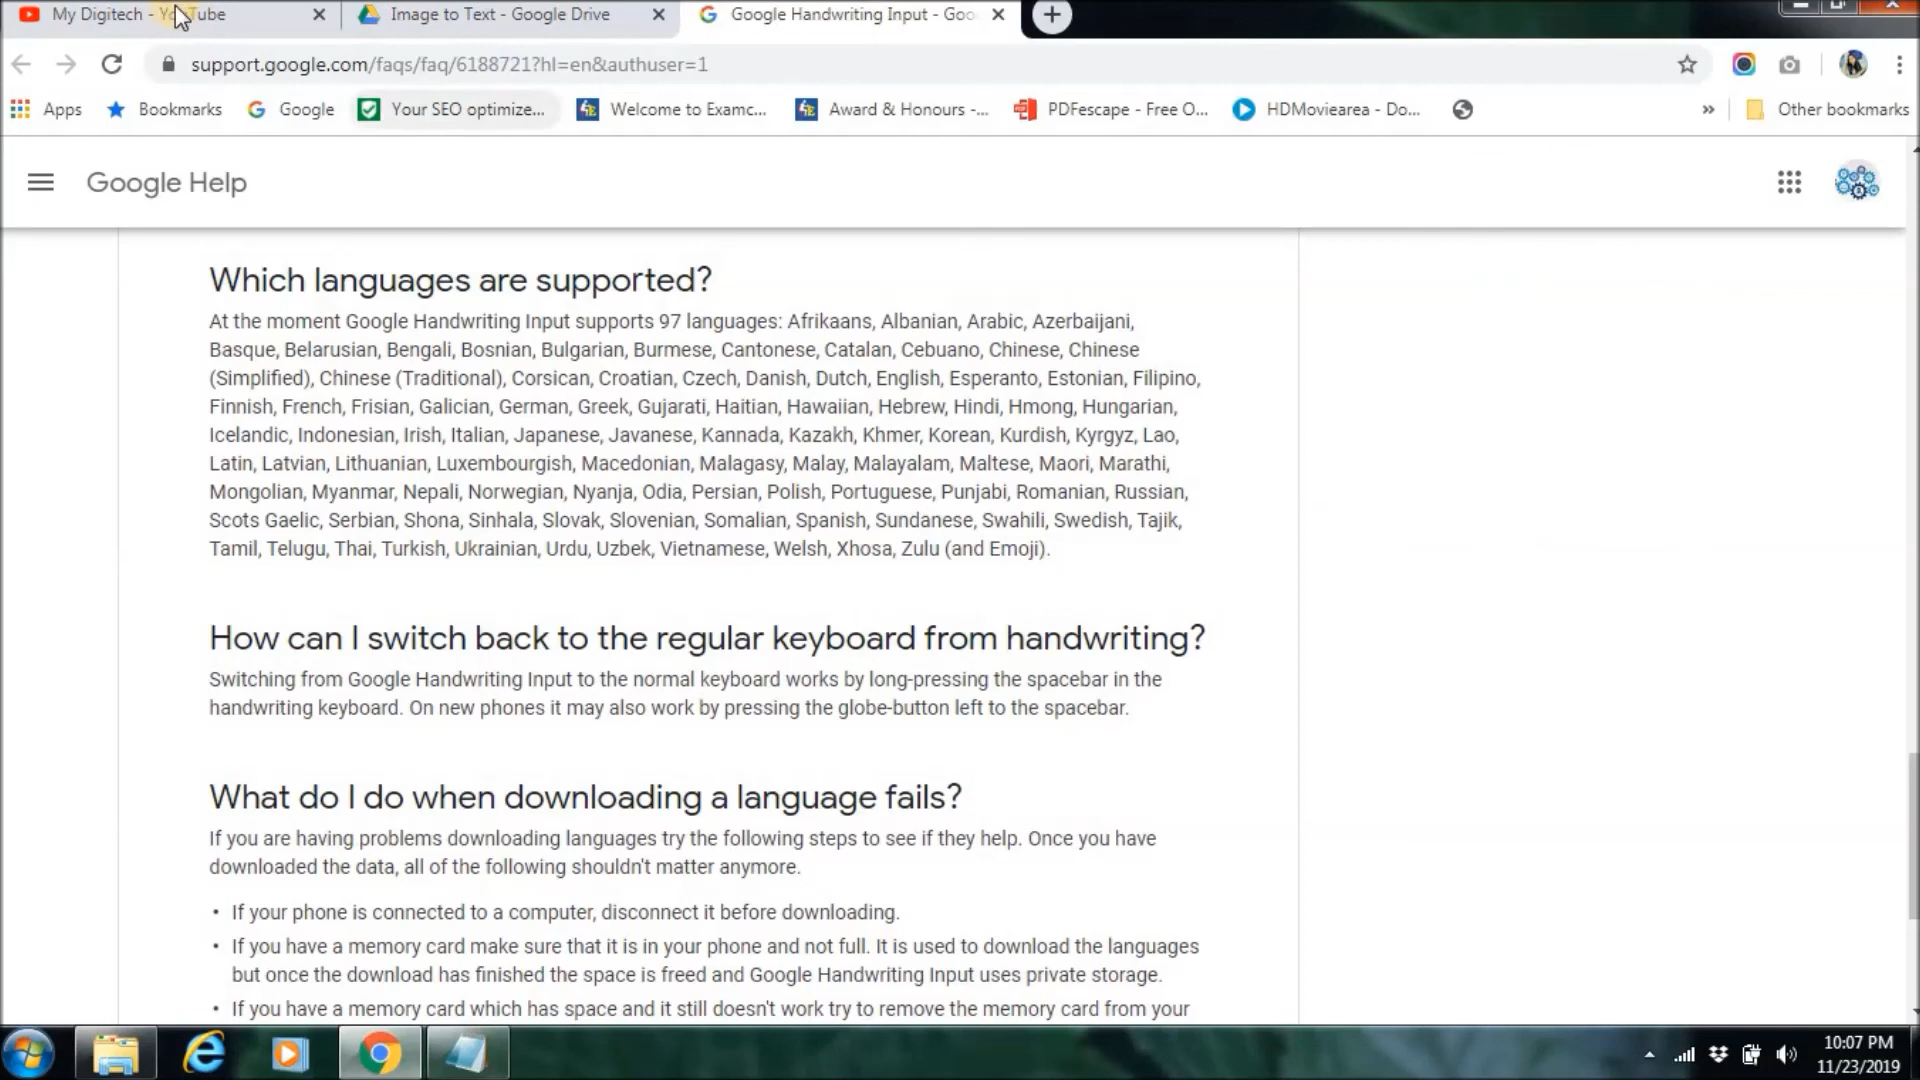 My Digitech - YouTube
Image to Text - Google Drive
Google Handwriting Input - Goo
support.google.com/faqs/faq/6188721?hl=en&authuser=1
Apps
Bookmarks
Google
Your SEO optimize...
Welcome to Examc...
Award & Honours -...
PDFescape - Free O...
HDMoviearea - Do...
»
Other bookmarks
Google Help
Which languages are supported?
At the moment Google Handwriting Input supports 97 languages: Afrikaans, Albanian, Arabic, Azerbaijani,
Basque, Belarusian, Bengali, Bosnian, Bulgarian, Burmese, Cantonese, Catalan, Cebuano, Chinese, Chinese
(Simplified), Chinese (Traditional), Corsican, Croatian, Czech, Danish, Dutch, English, Esperanto, Estonian, Filipino,
Finnish, French, Frisian, Galician, German, Greek, Gujarati, Haitian, Hawaiian, Hebrew, Hindi, Hmong, Hungarian,
Icelandic, Indonesian, Irish, Italian, Japanese, Javanese, Kannada, Kazakh, Khmer, Korean, Kurdish, Kyrgyz, Lao,
Latin, Latvian, Lithuanian, Luxembourgish, Macedonian, Malagasy, Malay, Malayalam, Maltese, Maori, Marathi,
Mongolian, Myanmar, Nepali, Norwegian, Nyanja, Odia, Persian, Polish, Portuguese, Punjabi, Romanian, Russian,
Scots Gaelic, Serbian, Shona, Sinhala, Slovak, Slovenian, Somalian, Spanish, Sundanese, Swahili, Swedish, Tajik,
Tamil, Telugu, Thai, Turkish, Ukrainian, Urdu, Uzbek, Vietnamese, Welsh, Xhosa, Zulu (and Emoji).
How can I switch back to the regular keyboard from handwriting?
Switching from Google Handwriting Input to the normal keyboard works by long-pressing the spacebar in the
handwriting keyboard. On new phones it may also work by pressing the globe-button left to the spacebar.
What do I do when downloading a language fails?
If you are having problems downloading languages try the following steps to see if they help. Once you have
downloaded the data, all of the following shouldn't matter anymore.
• If your phone is connected to a computer, disconnect it before downloading.
• If you have a memory card make sure that it is in your phone and not full. It is used to download the languages
but once the download has finished the space is freed and Google Handwriting Input uses private storage.
• If you have a memory card which has space and it still doesn't work try to remove the memory card from your
10:07 PM
11/23/2019